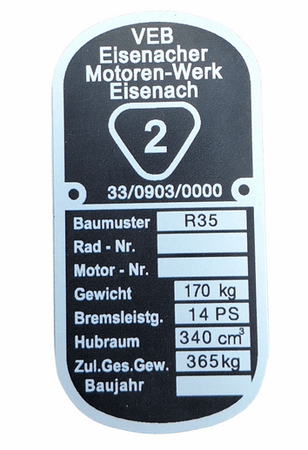 VEB
Eisenacher
Motoren-Werk
Eisenach
2
33/0903/0000
Baumuster R35
Rad - Nr.
Motor - Nr.
Gewicht 170 kg
Bremsleistg. 14 PS
Hubraum 340 cm³
Zul.Ges.Gew. 365kg
Baujahr